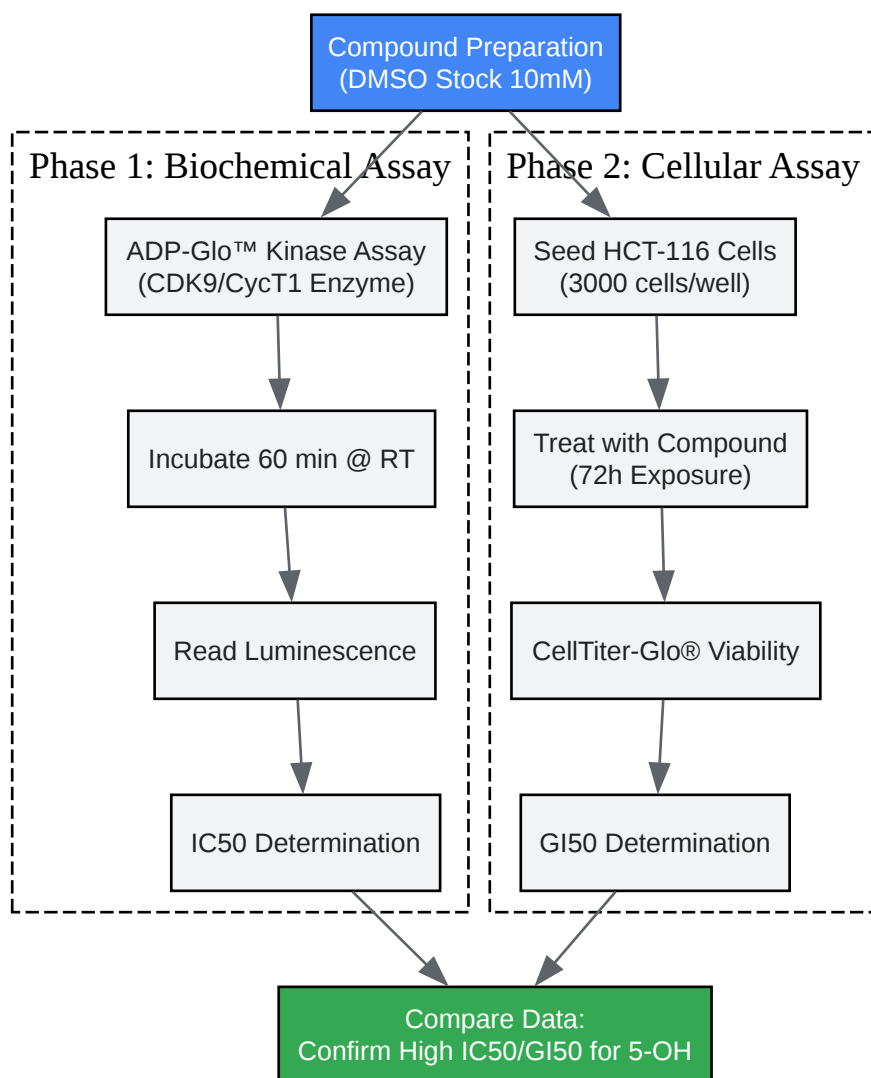 Compound Preparation
(DMSO Stock 10mM)
Phase 1: Biochemical Assay
ADP-Glo™ Kinase Assay
(CDK9/CycT1 Enzyme)
Incubate 60 min @ RT
Read Luminescence
IC50 Determination
Phase 2: Cellular Assay
Seed HCT-116 Cells
(3000 cells/well)
Treat with Compound
(72h Exposure)
CellTiter-Glo® Viability
GI50 Determination
Compare Data:
Confirm High IC50/GI50 for 5-OH